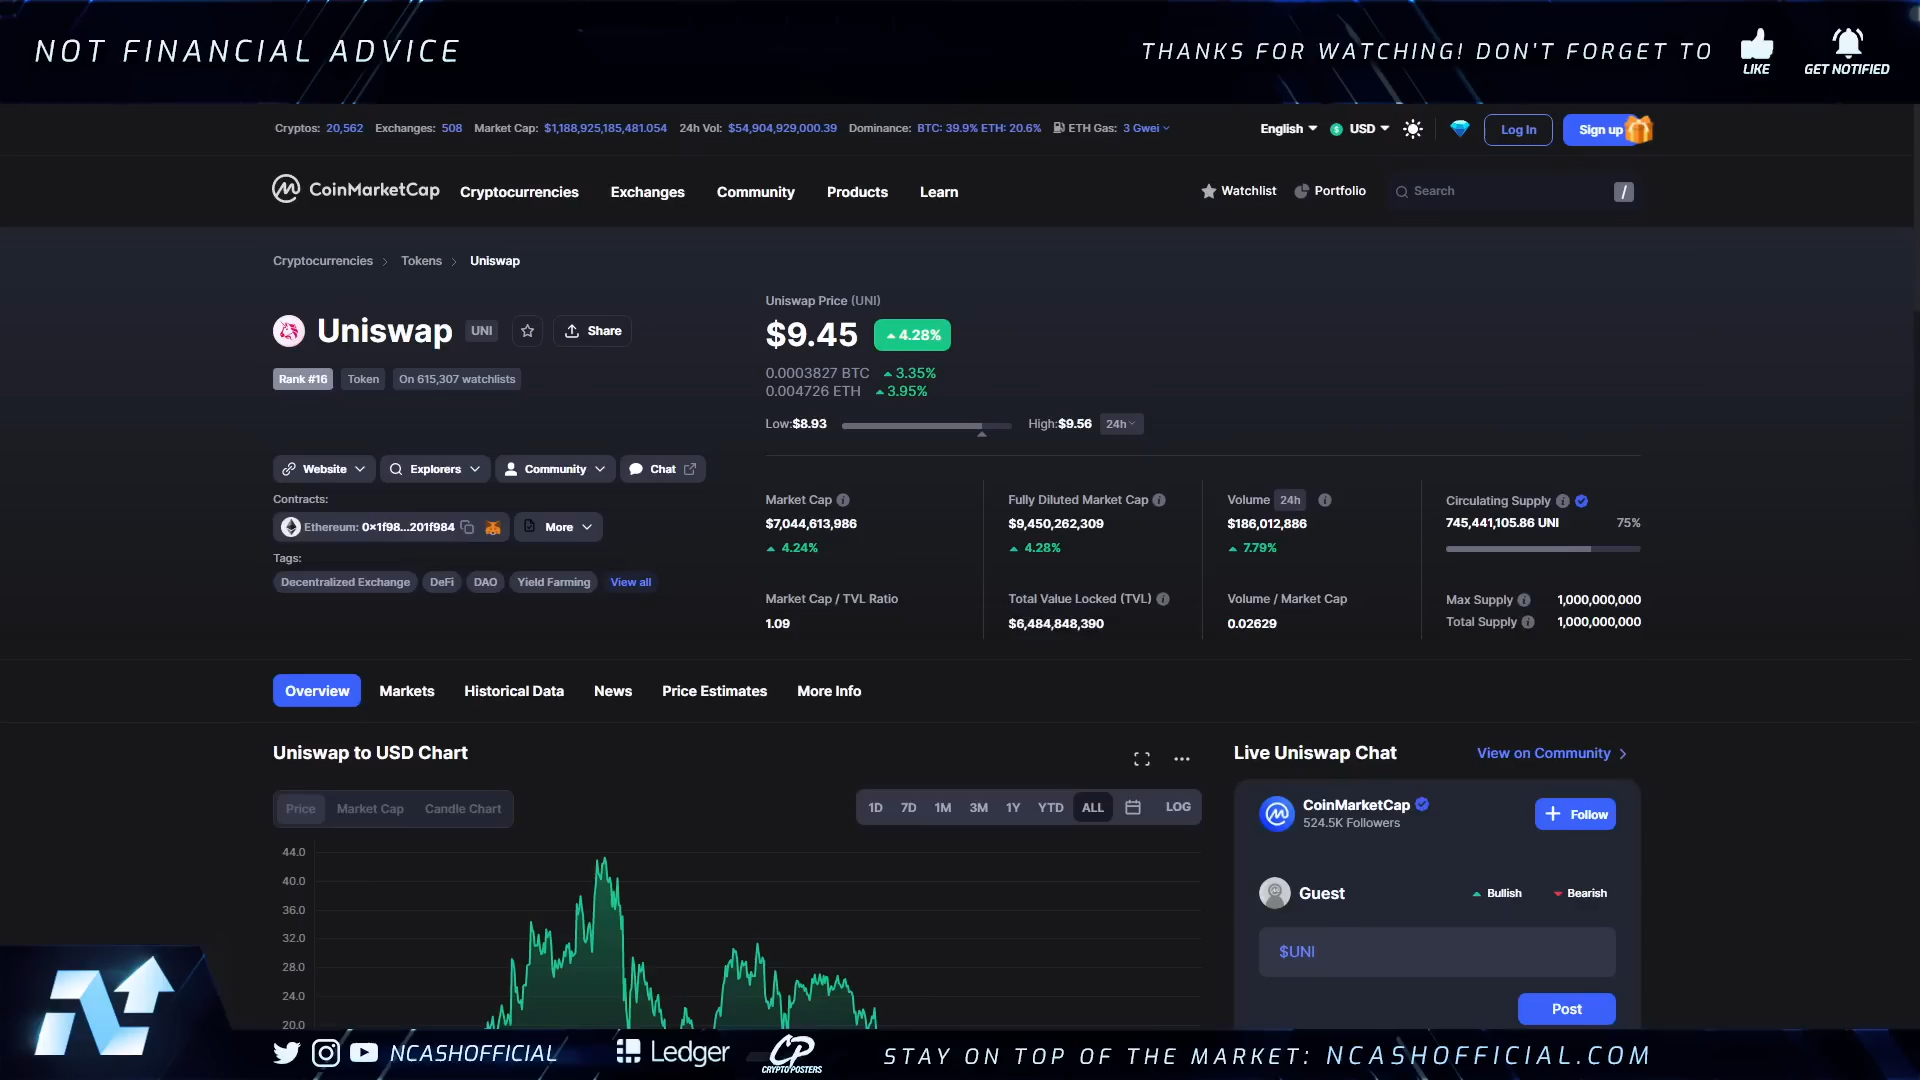 NOT FINANCIAL ADVICE
THANKS FOR WATCHING! DON'T FORGET TO
LIKE
GET NOTIFIED
Cryptos: 20,562 Exchanges: 508 Market Cap: $1,188,925,185,481.054 24h Vol: $54,904,929,000.39 Dominance: BTC: 39.9% ETH: 20.6% ETH Gas: 3 Gwei
English $ USD Log In Sign up
CoinMarketCap Cryptocurrencies Exchanges Community Products Learn
Watchlist Portfolio Search /
Cryptocurrencies > Tokens > Uniswap
Uniswap UNI Share
Rank #16 Token On 615,307 watchlists
Uniswap Price (UNI)
$9.45 4.28%
0.0003827 BTC 3.35%
0.004726 ETH 3.95%
Low:$8.93 High:$9.56 24h
Website Explorers Community Chat
Contracts:
Ethereum: 0x1f98...201f984 More
Tags:
Decentralized Exchange DeFi DAO Yield Farming View all
Market Cap
$7,044,613,986
4.24%
Fully Diluted Market Cap
$9,450,262,309
4.28%
Volume 24h
$186,012,886
7.79%
Circulating Supply
745,441,105.86 UNI 75%
Market Cap / TVL Ratio
1.09
Total Value Locked (TVL)
$6,484,848,390
Volume / Market Cap
0.02629
Max Supply 1,000,000,000
Total Supply 1,000,000,000
Overview Markets Historical Data News Price Estimates More Info
Uniswap to USD Chart
Price Market Cap Candle Chart
1D 7D 1M 3M 1Y YTD ALL LOG
44.0
40.0
36.0
32.0
28.0
24.0
20.0
Live Uniswap Chat View on Community >
CoinMarketCap
524.5K Followers
+ Follow
Guest Bullish Bearish
$UNI
Post
NCASHOFFICIAL
Ledger
CP
CRYPTOPOSTERS
STAY ON TOP OF THE MARKET: NCASHOFFICIAL.COM